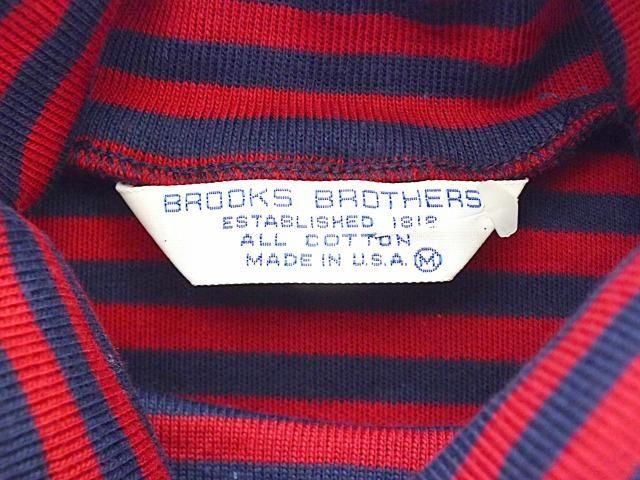 BROOKS BROTHERS
ESTABLISHED 1818
ALL COTTON
MADE IN U.S.A. M